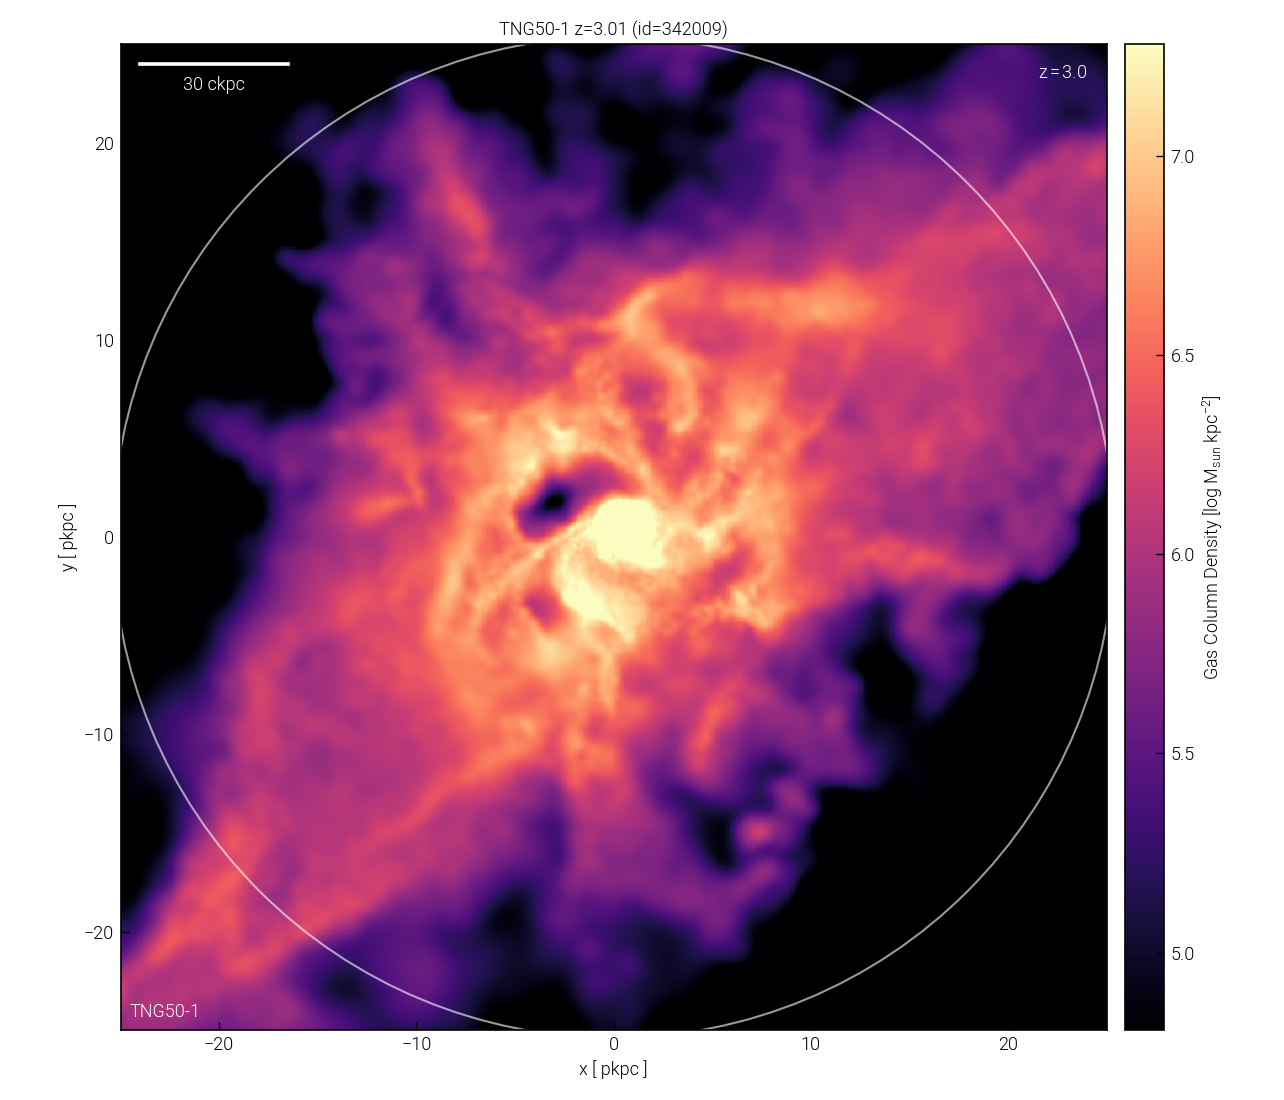 TNG50-1 z=3.01 (id=342009)
30 ckpc
z = 3.0
20
10
0
−10
−20
y [ pkpc ]
TNG50-1
−20
−10
0
10
20
x [ pkpc ]
7.0
6.5
6.0
5.5
5.0
Gas Column Density [log Msun kpc−2]